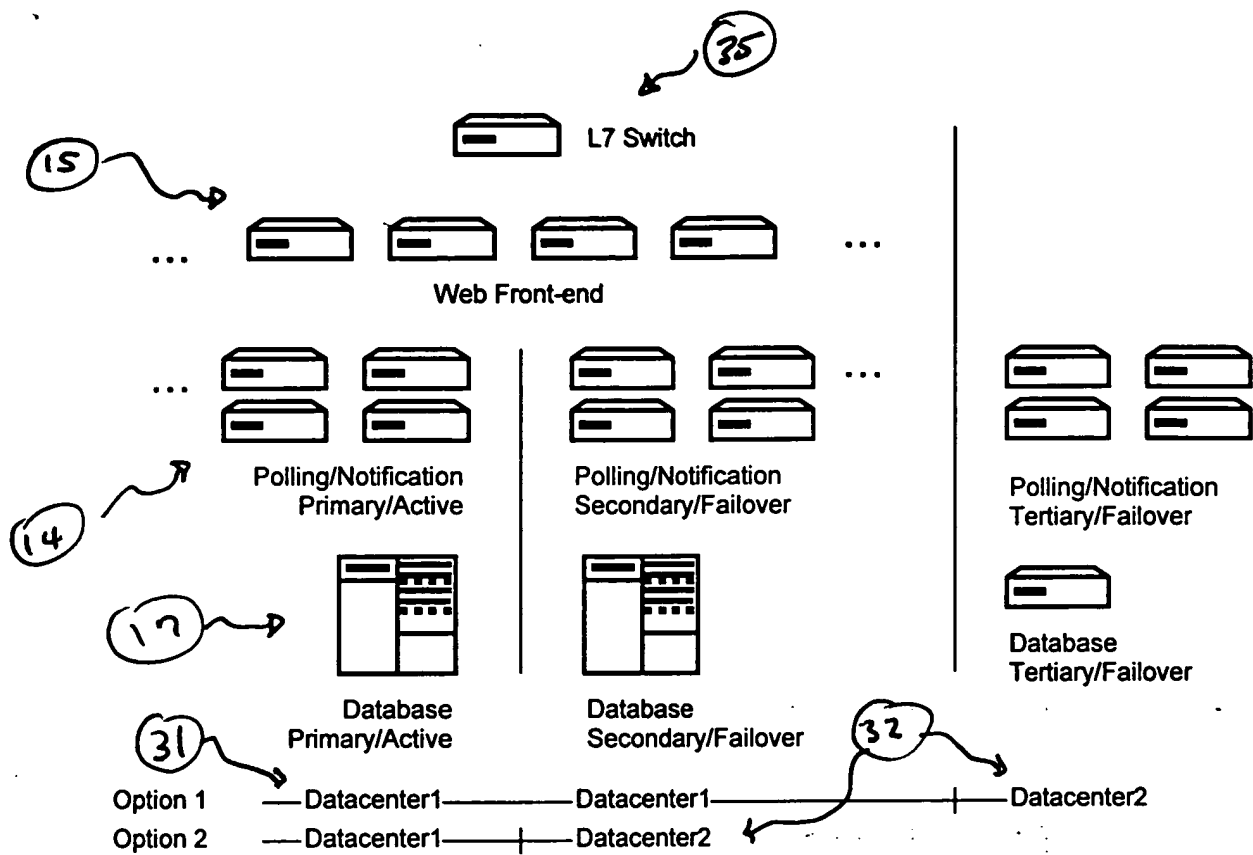 35
L7 Switch
15
... ...
Web Front-end
... ...
Polling/Notification
Primary/Active
Polling/Notification
Secondary/Failover
Polling/Notification
Tertiary/Failover
14
17
Database
Primary/Active
Database
Secondary/Failover
Database
Tertiary/Failover
31
32
Option 1 Datacenter1 Datacenter1 Datacenter2
Option 2 Datacenter1 Datacenter2